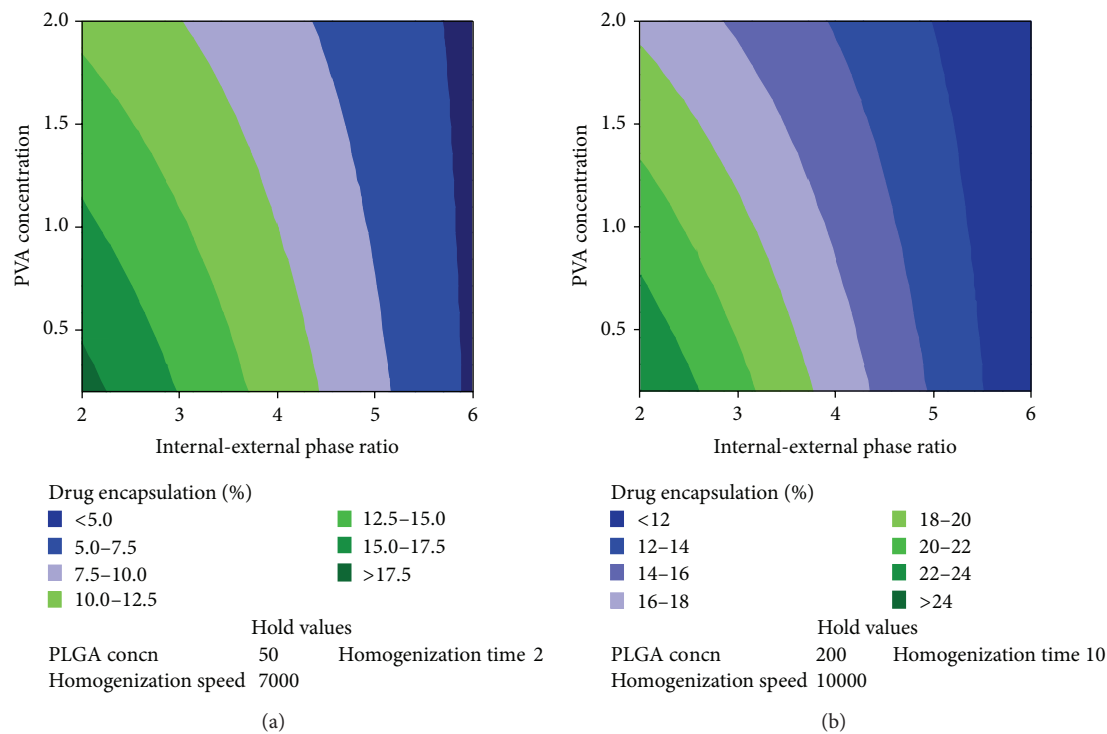 2.0
1.5
1.0
0.5
PVA concentration
2 3 4 5 6
Internal-external phase ratio
Drug encapsulation (%)
<5.0
5.0–7.5
7.5–10.0
10.0–12.5
12.5–15.0
15.0–17.5
>17.5
Hold values
PLGA concn 50 Homogenization time 2
Homogenization speed 7000
(a)
2.0
1.5
1.0
0.5
PVA concentration
2 3 4 5 6
Internal-external phase ratio
Drug encapsulation (%)
<12
12–14
14–16
16–18
18–20
20–22
22–24
>24
Hold values
PLGA concn 200 Homogenization time 10
Homogenization speed 10000
(b)